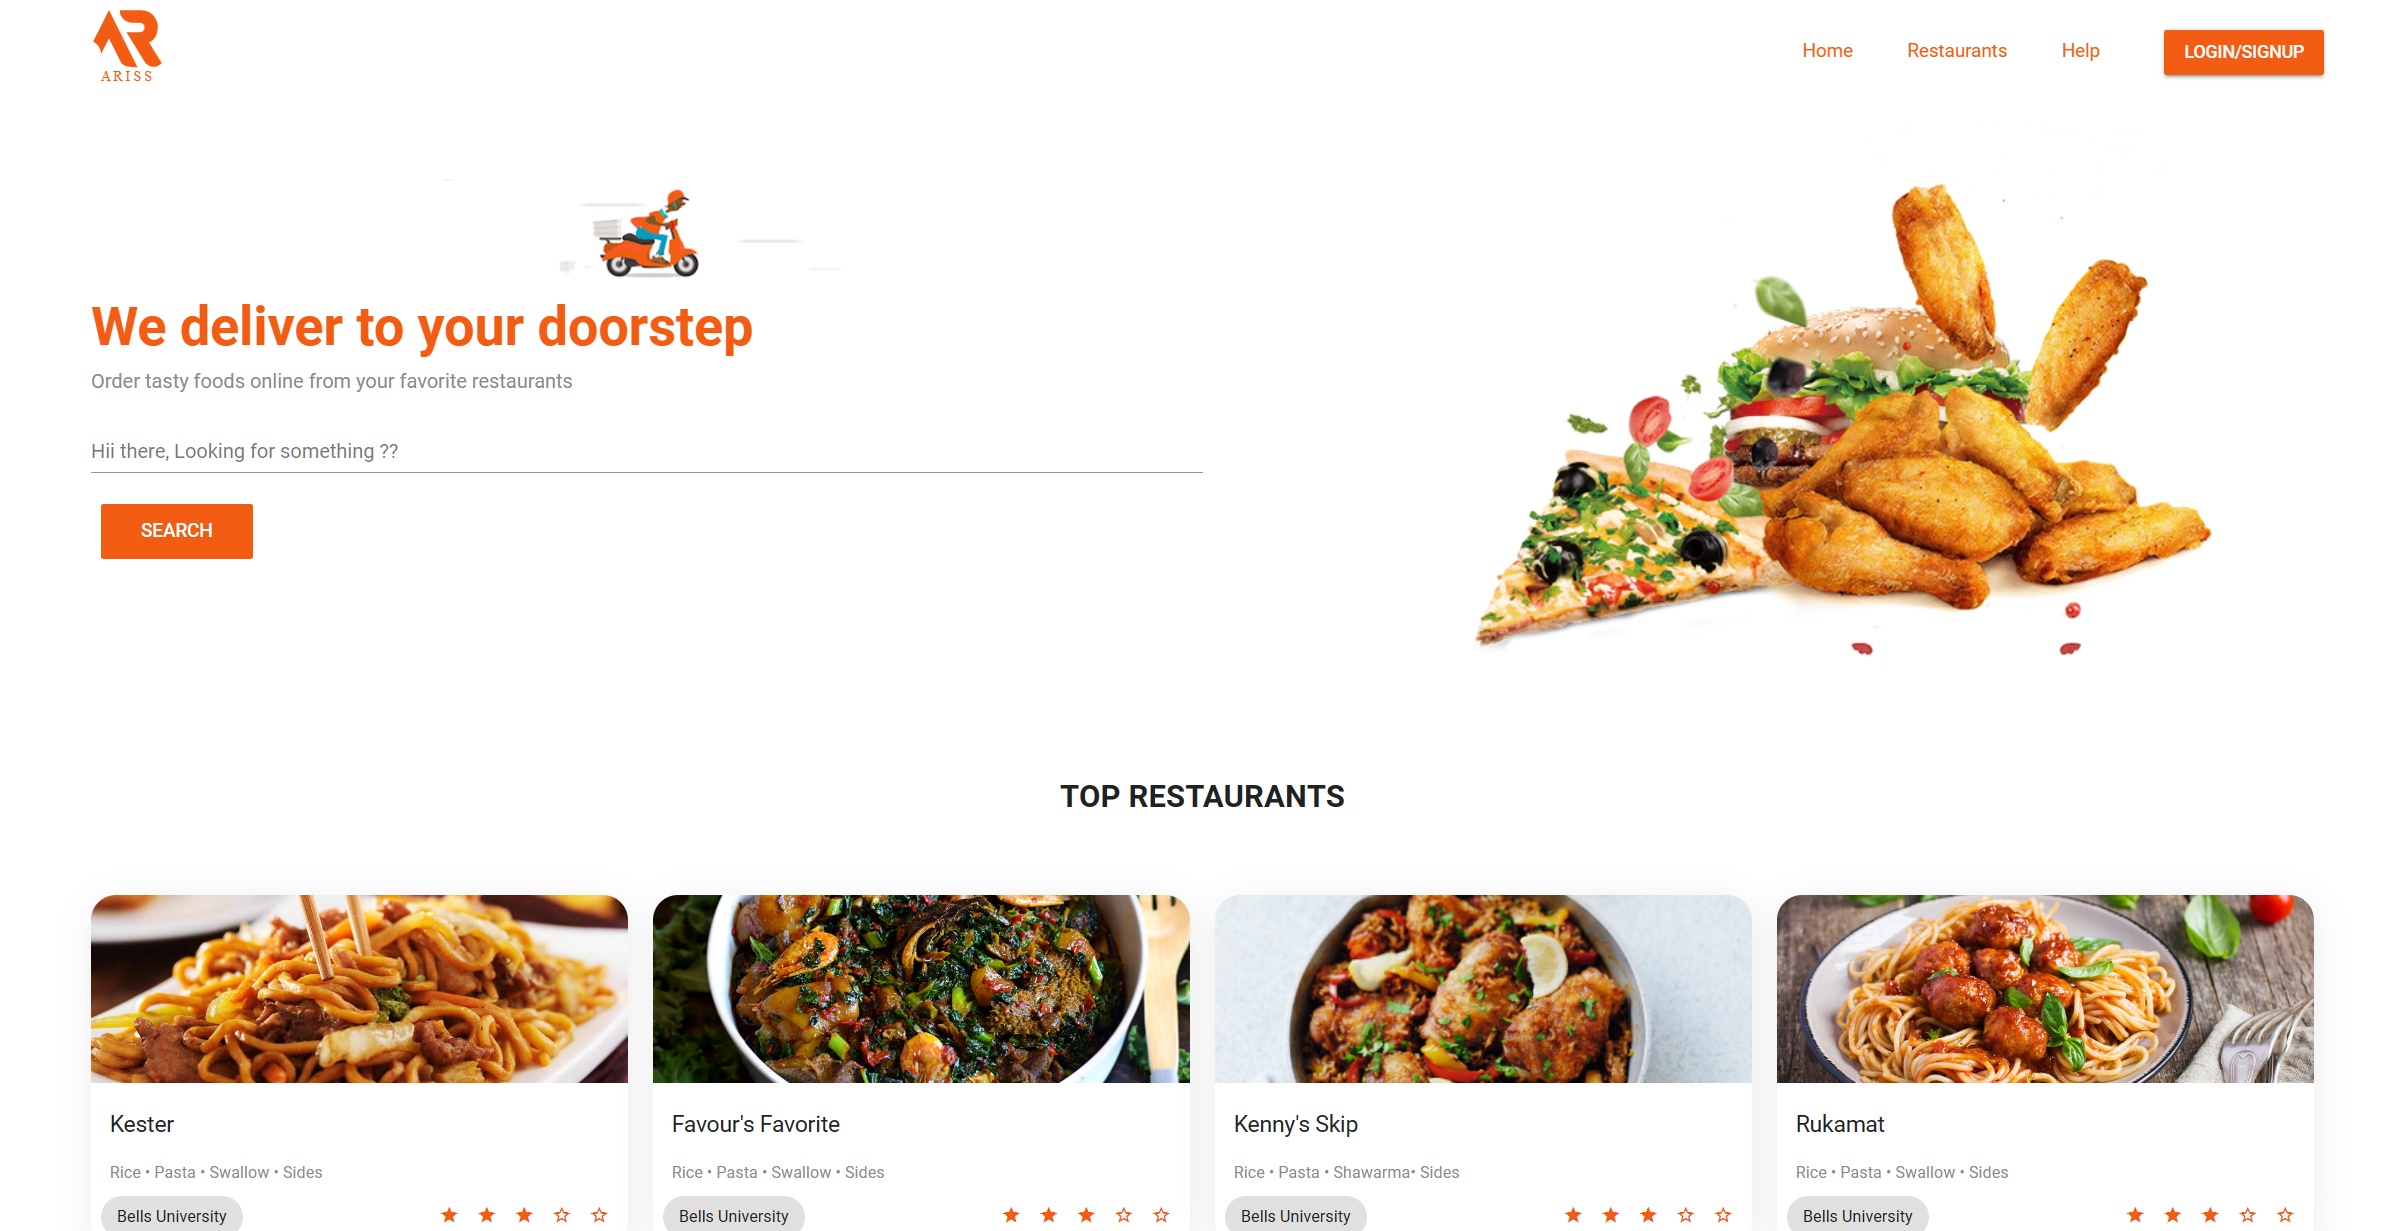 ARISS
Home
Restaurants
Help
LOGIN/SIGNUP
We deliver to your doorstep
Order tasty foods online from your favorite restaurants
Hii there, Looking for something ??
SEARCH
TOP RESTAURANTS
Kester
Rice • Pasta • Swallow • Sides
Bells University
Favour's Favorite
Rice • Pasta • Swallow • Sides
Bells University
Kenny's Skip
Rice • Pasta • Shawarma• Sides
Bells University
Rukamat
Rice • Pasta • Swallow • Sides
Bells University